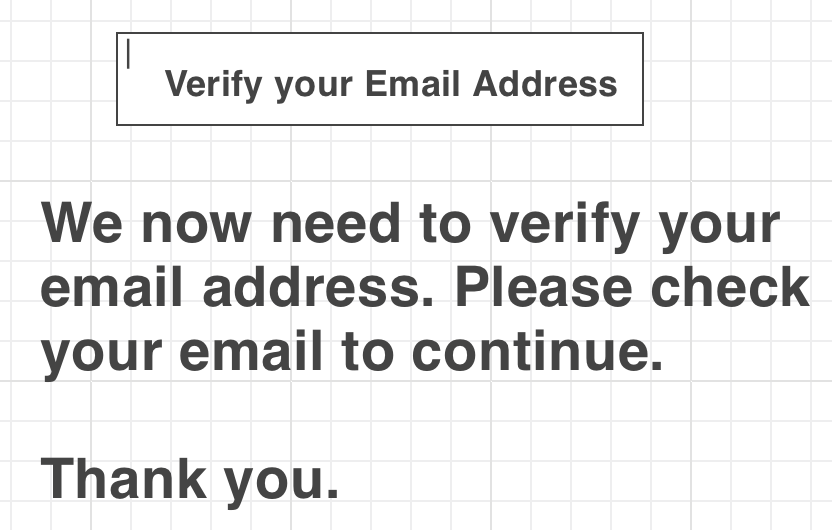 Verify your Email Address
We now need to verify your
email address. Please check
your email to continue.
Thank you.